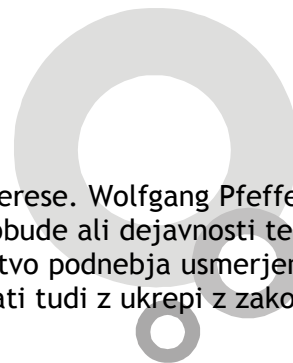 erese. Wolfgang Pfeffe
obude ali dejavnosti te
tvo podnebja usmerjen
ati tudi z ukrepi z zako